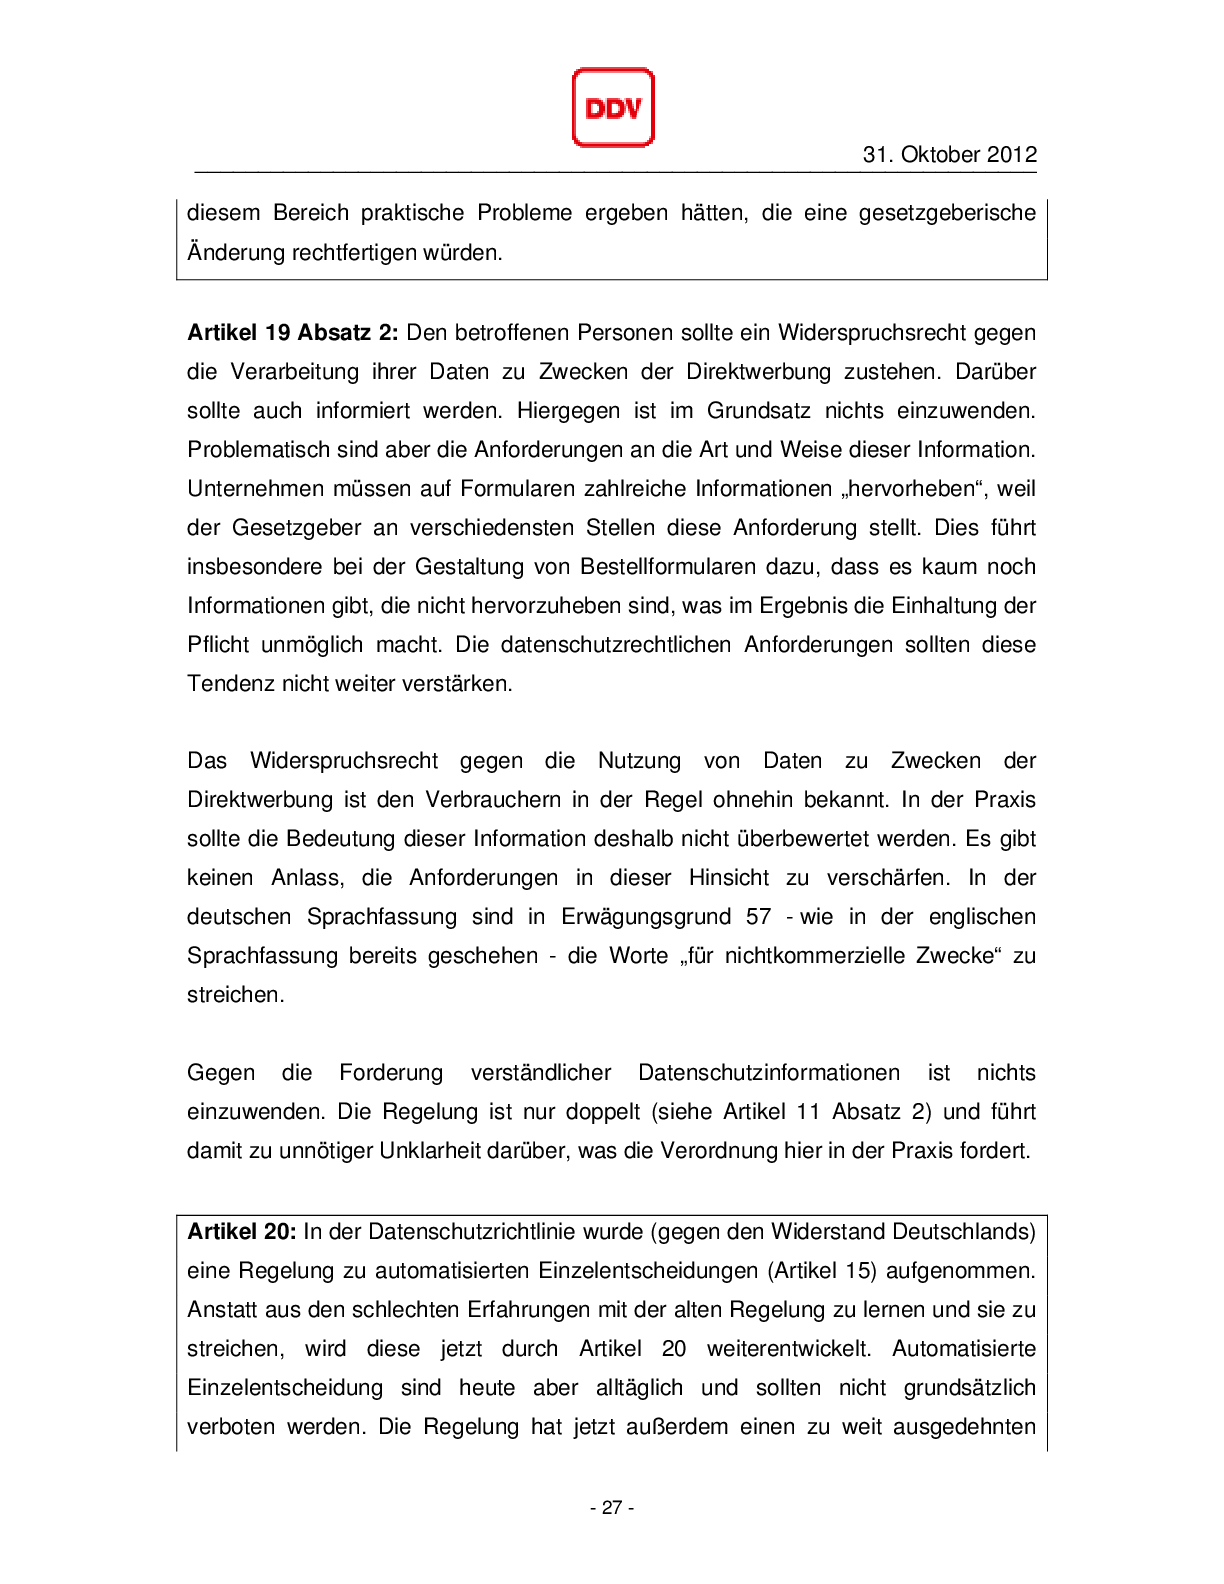 DDV
31. Oktober 2012
diesem Bereich praktische Probleme ergeben hätten, die eine gesetzgeberische
Änderung rechtfertigen würden.
Artikel 19 Absatz 2: Den betroffenen Personen sollte ein Widerspruchsrecht gegen
die Verarbeitung ihrer Daten zu Zwecken der Direktwerbung zustehen. Darüber
sollte auch informiert werden. Hiergegen ist im Grundsatz nichts einzuwenden.
Problematisch sind aber die Anforderungen an die Art und Weise dieser Information.
Unternehmen müssen auf Formularen zahlreiche Informationen „hervorheben“, weil
der Gesetzgeber an verschiedensten Stellen diese Anforderung stellt. Dies führt
insbesondere bei der Gestaltung von Bestellformularen dazu, dass es kaum noch
Informationen gibt, die nicht hervorzuheben sind, was im Ergebnis die Einhaltung der
Pflicht unmöglich macht. Die datenschutzrechtlichen Anforderungen sollten diese
Tendenz nicht weiter verstärken.
Das Widerspruchsrecht gegen die Nutzung von Daten zu Zwecken der
Direktwerbung ist den Verbrauchern in der Regel ohnehin bekannt. In der Praxis
sollte die Bedeutung dieser Information deshalb nicht überbewertet werden. Es gibt
keinen Anlass, die Anforderungen in dieser Hinsicht zu verschärfen. In der
deutschen Sprachfassung sind in Erwägungsgrund 57 - wie in der englischen
Sprachfassung bereits geschehen - die Worte „für nichtkommerzielle Zwecke“ zu
streichen.
Gegen die Forderung verständlicher Datenschutzinformationen ist nichts
einzuwenden. Die Regelung ist nur doppelt (siehe Artikel 11 Absatz 2) und führt
damit zu unnötiger Unklarheit darüber, was die Verordnung hier in der Praxis fordert.
Artikel 20: In der Datenschutzrichtlinie wurde (gegen den Widerstand Deutschlands)
eine Regelung zu automatisierten Einzelentscheidungen (Artikel 15) aufgenommen.
Anstatt aus den schlechten Erfahrungen mit der alten Regelung zu lernen und sie zu
streichen, wird diese jetzt durch Artikel 20 weiterentwickelt. Automatisierte
Einzelentscheidung sind heute aber alltäglich und sollten nicht grundsätzlich
verboten werden. Die Regelung hat jetzt außerdem einen zu weit ausgedehnten
- 27 -